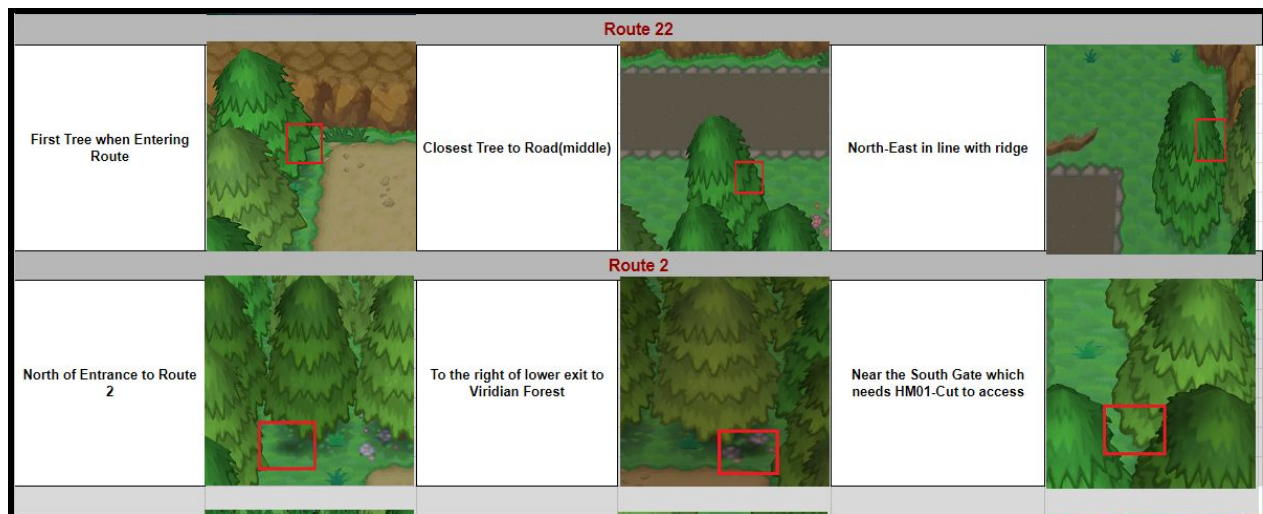 Route 22
First Tree when Entering
Route
Closest Tree to Road(middle)
North-East in line with ridge
Route 2
North of Entrance to Route
2
To the right of lower exit to
Viridian Forest
Near the South Gate which
needs HM01-Cut to access